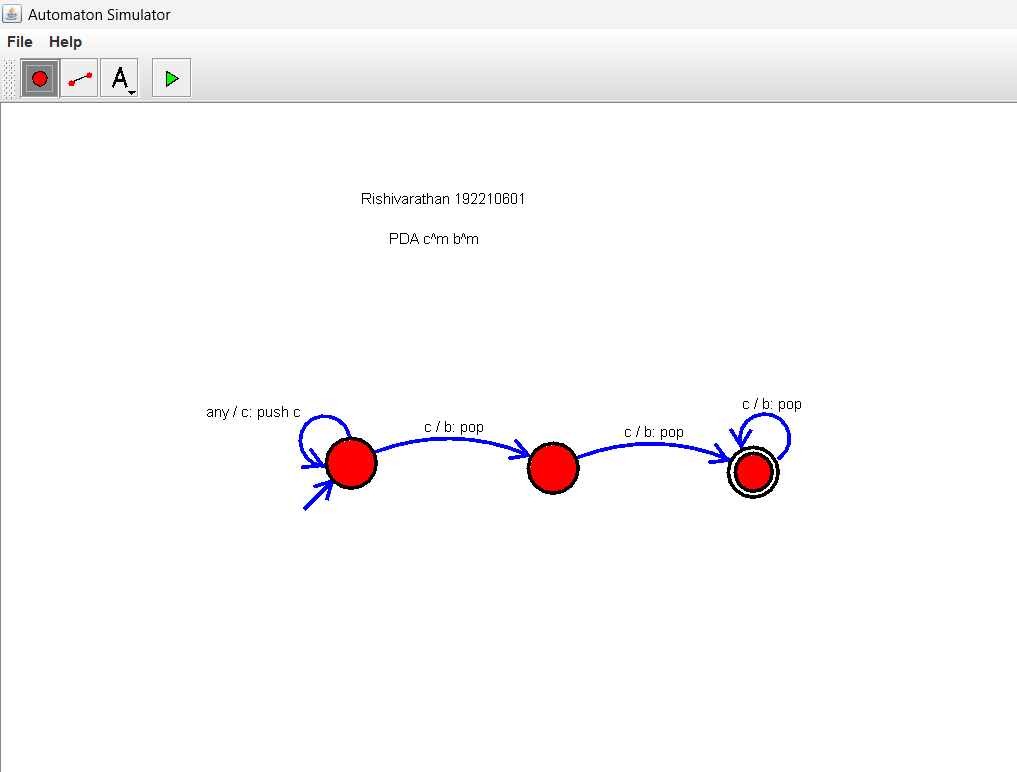 Automaton Simulator
File Help
A
Rishivarathan 192210601
PDA c^m b^m
any / c: push c
c / b: pop
c / b: pop
c / b: pop